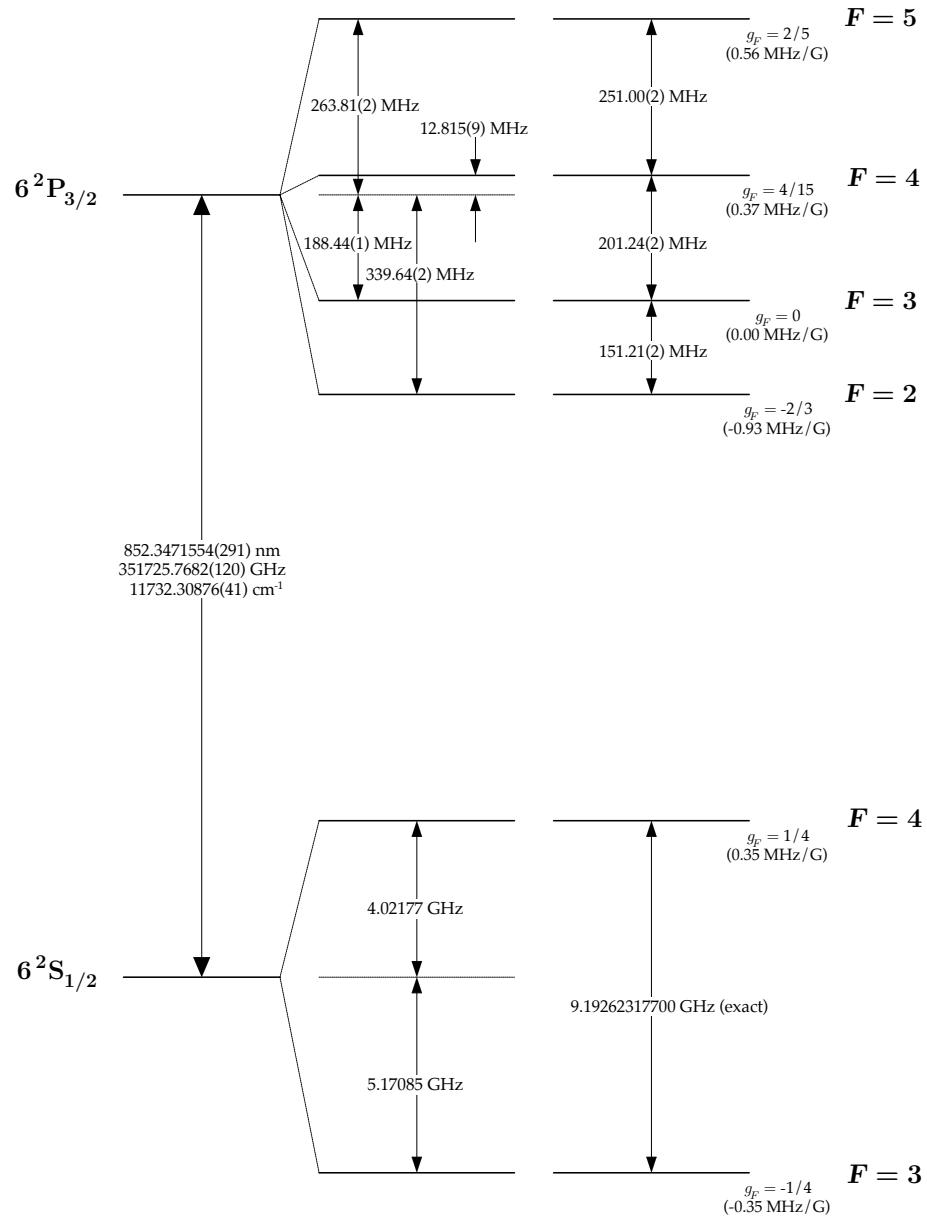 F = 5
g_F = 2/5
(0.56 MHz/G)
263.81(2) MHz
251.00(2) MHz
12.815(9) MHz
6 ²P₃/₂
F = 4
g_F = 4/15
(0.37 MHz/G)
188.44(1) MHz
201.24(2) MHz
339.64(2) MHz
F = 3
g_F = 0
(0.00 MHz/G)
151.21(2) MHz
F = 2
g_F = -2/3
(-0.93 MHz/G)
852.3471554(291) nm
351725.7682(120) GHz
11732.30876(41) cm⁻¹
F = 4
g_F = 1/4
(0.35 MHz/G)
4.02177 GHz
6 ²S₁/₂
9.19262317700 GHz (exact)
5.17085 GHz
F = 3
g_F = -1/4
(-0.35 MHz/G)